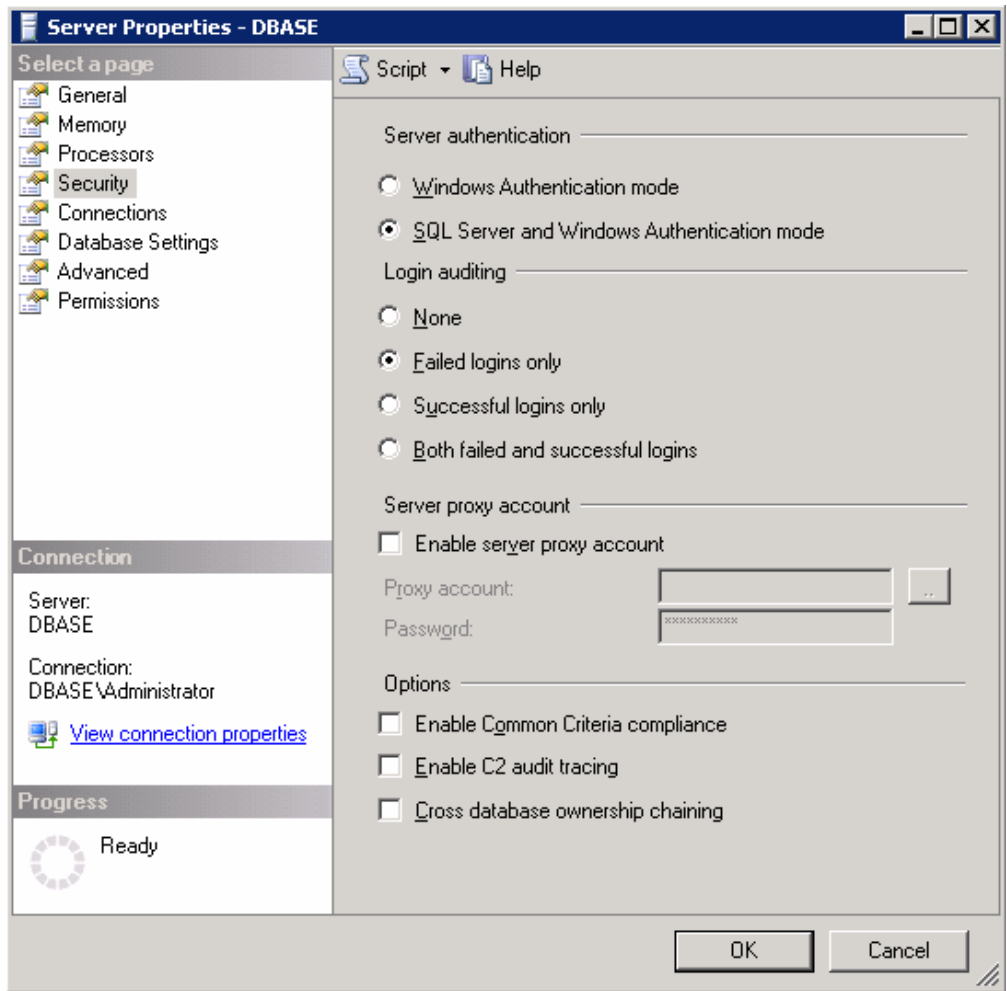 Server Properties - DBASE
Select a page
General
Memory
Processors
Security
Connections
Database Settings
Advanced
Permissions
Script
Help
Server authentication
Windows Authentication mode
SQL Server and Windows Authentication mode
Login auditing
None
Failed logins only
Successful logins only
Both failed and successful logins
Server proxy account
Enable server proxy account
Proxy account:
..
Password:
**********
Options
Enable Common Criteria compliance
Enable C2 audit tracing
Cross database ownership chaining
Connection
Server:
DBASE
Connection:
DBASE\Administrator
View connection properties
Progress
Ready
OK
Cancel